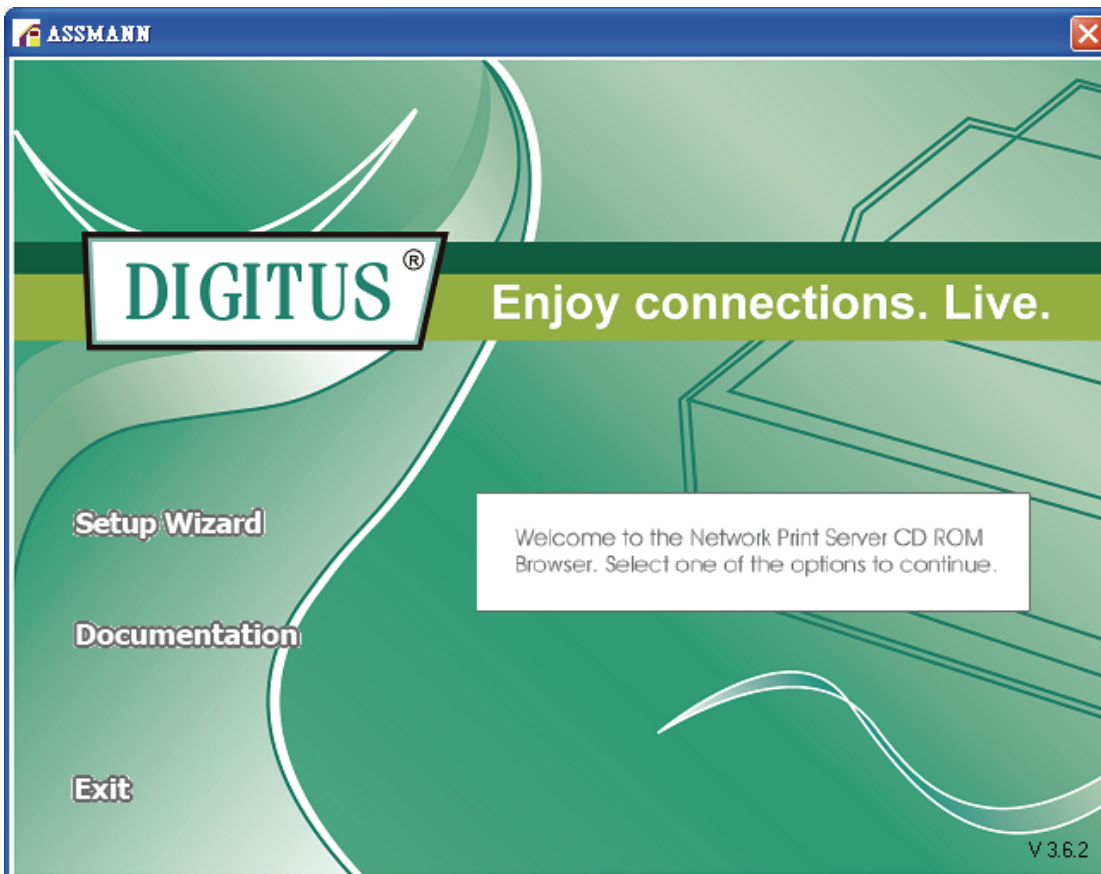 ASSMANN
DIGITUS®
Enjoy connections. Live.
Setup Wizard
Welcome to the Network Print Server CD ROM
Browser. Select one of the options to continue.
Documentation
Exit
V 3.6.2